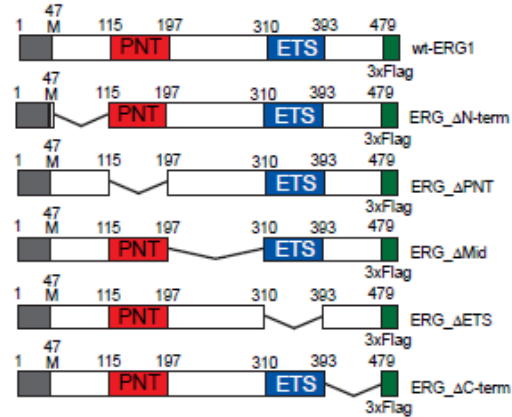 47
1 M 115 197 310 393 479
PNT ETS wt-ERG1
3xFlag
47
1 M 115 197 310 393 479
PNT ETS ERG_ΔN-term
3xFlag
47
1 M 115 197 310 393 479
ETS ERG_ΔPNT
3xFlag
47
1 M 115 197 310 393 479
PNT ETS ERG_ΔMid
3xFlag
47
1 M 115 197 310 393 479
PNT ERG_ΔETS
3xFlag
47
1 M 115 197 310 393 479
PNT ETS ERG_ΔC-term
3xFlag